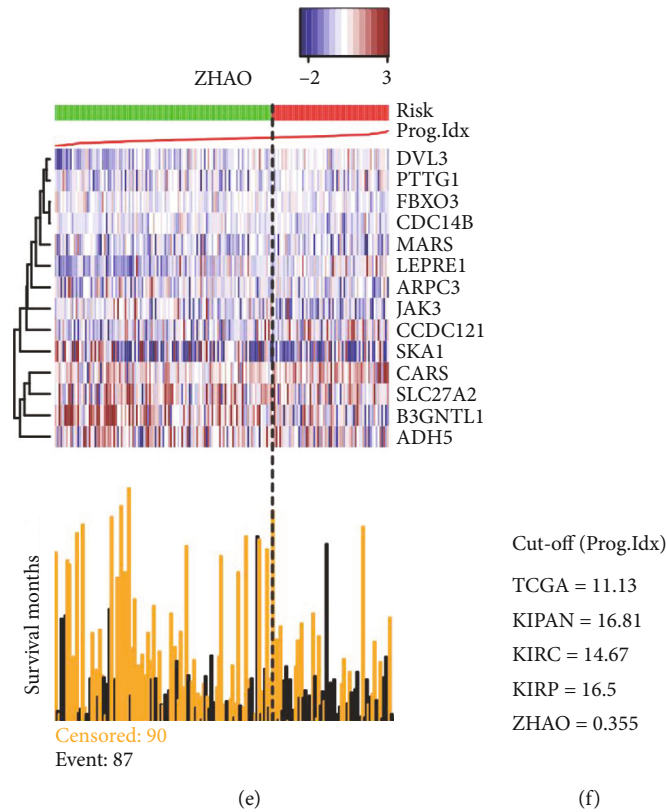 −2 3
ZHAO
Risk
Prog.Idx
DVL3
PTTG1
FBXO3
CDC14B
MARS
LEPRE1
ARPC3
JAK3
CCDC121
SKA1
CARS
SLC27A2
B3GNTL1
ADH5
Survival months
Censored: 90
Event: 87
(e)
Cut-off (Prog.Idx)
TCGA = 11.13
KIPAN = 16.81
KIRC = 14.67
KIRP = 16.5
ZHAO = 0.355
(f)